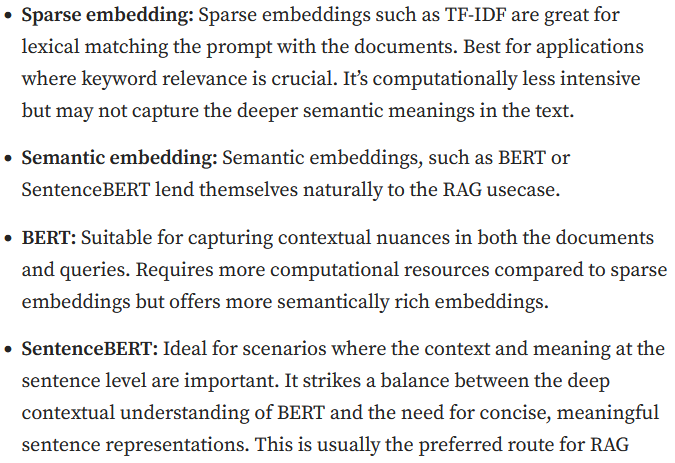 • Sparse embedding: Sparse embeddings such as TF-IDF are great for
lexical matching the prompt with the documents. Best for applications
where keyword relevance is crucial. It’s computationally less intensive
but may not capture the deeper semantic meanings in the text.
• Semantic embedding: Semantic embeddings, such as BERT or
SentenceBERT lend themselves naturally to the RAG usecase.
• BERT: Suitable for capturing contextual nuances in both the documents
and queries. Requires more computational resources compared to sparse
embeddings but offers more semantically rich embeddings.
• SentenceBERT: Ideal for scenarios where the context and meaning at the
sentence level are important. It strikes a balance between the deep
contextual understanding of BERT and the need for concise, meaningful
sentence representations. This is usually the preferred route for RAG